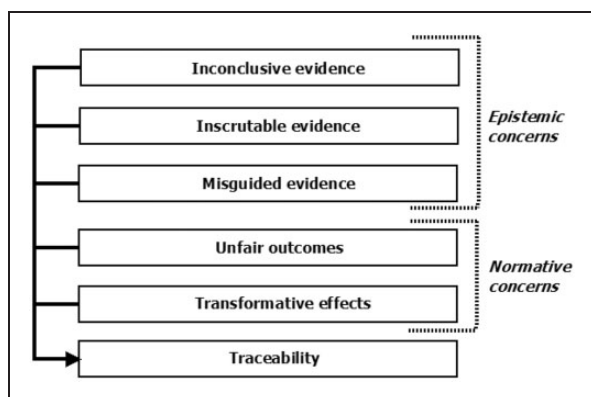 Inconclusive evidence
Inscrutable evidence
Epistemic
concerns
Misguided evidence
Unfair outcomes
Normative
concerns
Transformative effects
Traceability